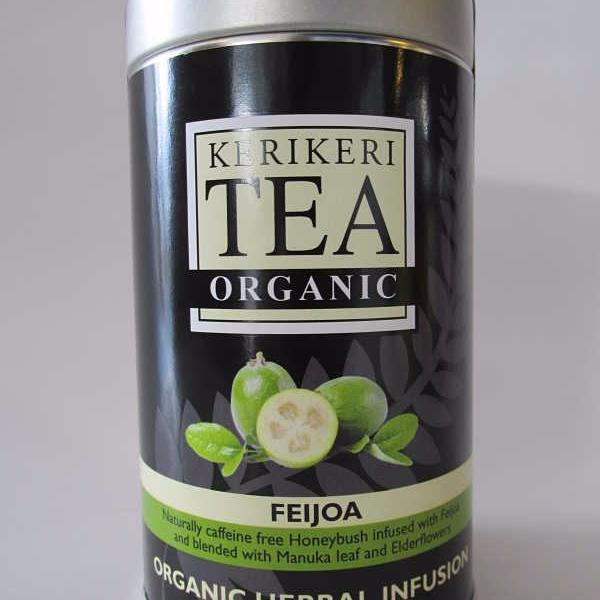 KERIKERI
TEA
ORGANIC
FEIJOA
Naturally caffeine free Honeybush infused with Feijoa
and blended with Manuka leaf and Elderflowers
ORGANIC HERBAL INFUSION